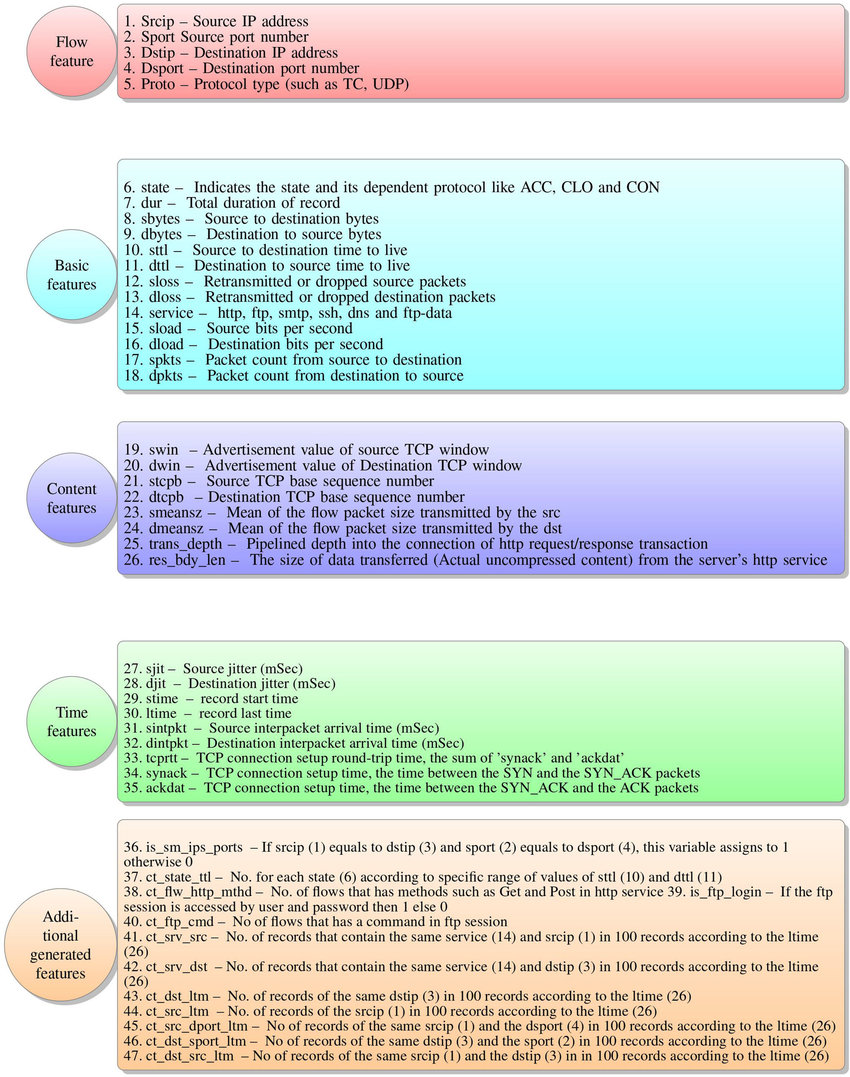 Flow
feature
1. Srcip – Source IP address
2. Sport Source port number
3. Dstip – Destination IP address
4. Dsport – Destination port number
5. Proto – Protocol type (such as TC, UDP)
Basic
features
6. state – Indicates the state and its dependent protocol like ACC, CLO and CON
7. dur – Total duration of record
8. sbytes – Source to destination bytes
9. dbytes – Destination to source bytes
10. sttl – Source to destination time to live
11. dttl – Destination to source time to live
12. sloss – Retransmitted or dropped source packets
13. dloss – Retransmitted or dropped destination packets
14. service – http, ftp, smtp, ssh, dns and ftp-data
15. sload – Source bits per second
16. dload – Destination bits per second
17. spkts – Packet count from source to destination
18. dpkts – Packet count from destination to source
Content
features
19. swin – Advertisement value of source TCP window
20. dwin – Advertisement value of Destination TCP window
21. stcpb – Source TCP base sequence number
22. dtcpb – Destination TCP base sequence number
23. smeansz – Mean of the flow packet size transmitted by the src
24. dmeansz – Mean of the flow packet size transmitted by the dst
25. trans_depth – Pipelined depth into the connection of http request/response transaction
26. res_bdy_len – The size of data transferred (Actual uncompressed content) from the server's http service
Time
features
27. sjit – Source jitter (mSec)
28. djit – Destination jitter (mSec)
29. stime – record start time
30. ltime – record last time
31. sintpkt – Source interpacket arrival time (mSec)
32. dintpkt – Destination interpacket arrival time (mSec)
33. tcprtt – TCP connection setup round-trip time, the sum of 'synack' and 'ackdat'
34. synack – TCP connection setup time, the time between the SYN and the SYN_ACK packets
35. ackdat – TCP connection setup time, the time between the SYN_ACK and the ACK packets
Addi-
tional
generated
features
36. is_sm_ips_ports – If srcip (1) equals to dstip (3) and sport (2) equals to dsport (4), this variable assigns to 1
otherwise 0
37. ct_state_ttl – No. for each state (6) according to specific range of values of sttl (10) and dttl (11)
38. ct_flw_http_mthd – No. of flows that has methods such as Get and Post in http service 39. is_ftp_login – If the ftp
session is accessed by user and password then 1 else 0
40. ct_ftp_cmd – No of flows that has a command in ftp session
41. ct_srv_src – No. of records that contain the same service (14) and srcip (1) in 100 records according to the ltime
(26)
42. ct_srv_dst – No. of records that contain the same service (14) and dstip (3) in 100 records according to the ltime
(26)
43. ct_dst_ltm – No. of records of the same dstip (3) in 100 records according to the ltime (26)
44. ct_src_ltm – No. of records of the srcip (1) in 100 records according to the ltime (26)
45. ct_src_dport_ltm – No of records of the same srcip (1) and the dsport (4) in 100 records according to the ltime (26)
46. ct_dst_sport_ltm – No of records of the same dstip (3) and the sport (2) in 100 records according to the ltime (26)
47. ct_dst_src_ltm – No of records of the same srcip (1) and the dstip (3) in in 100 records according to the ltime (26)